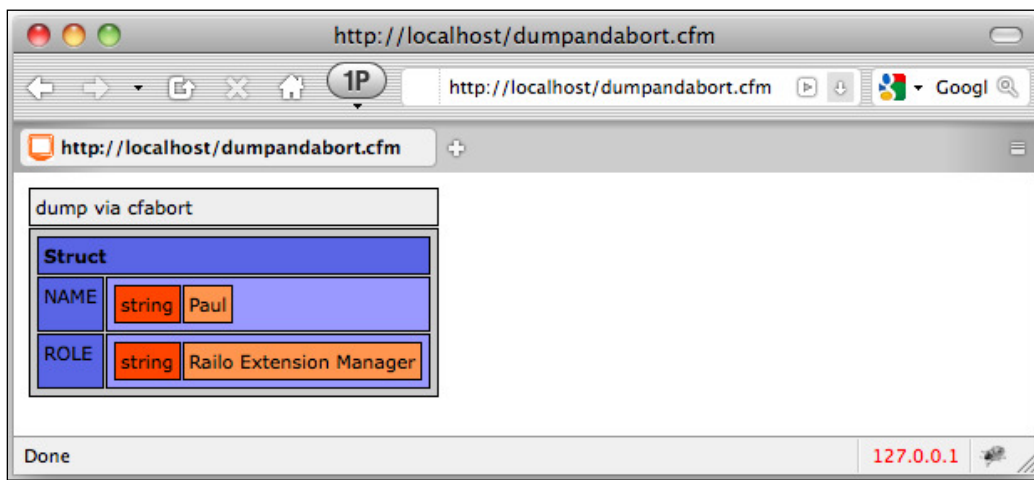 http://localhost/dumpandabort.cfm
1P
http://localhost/dumpandabort.cfm
Googl
http://localhost/dumpandabort.cfm
dump via cfabort
Struct
NAME string Paul
ROLE string Railo Extension Manager
Done 127.0.0.1